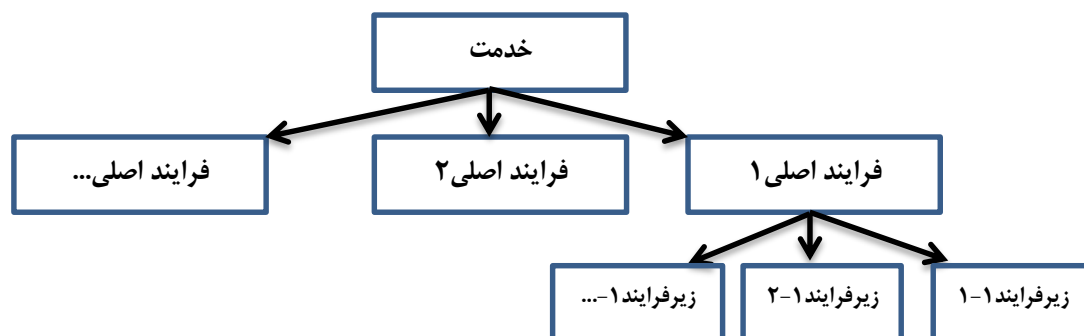 خدمت
فرایند اصلی۱
فرایند اصلی۲
فرایند اصلی...
زیرفرایند۱-۱
زیرفرایند۱-۲
زیرفرایند۱-...